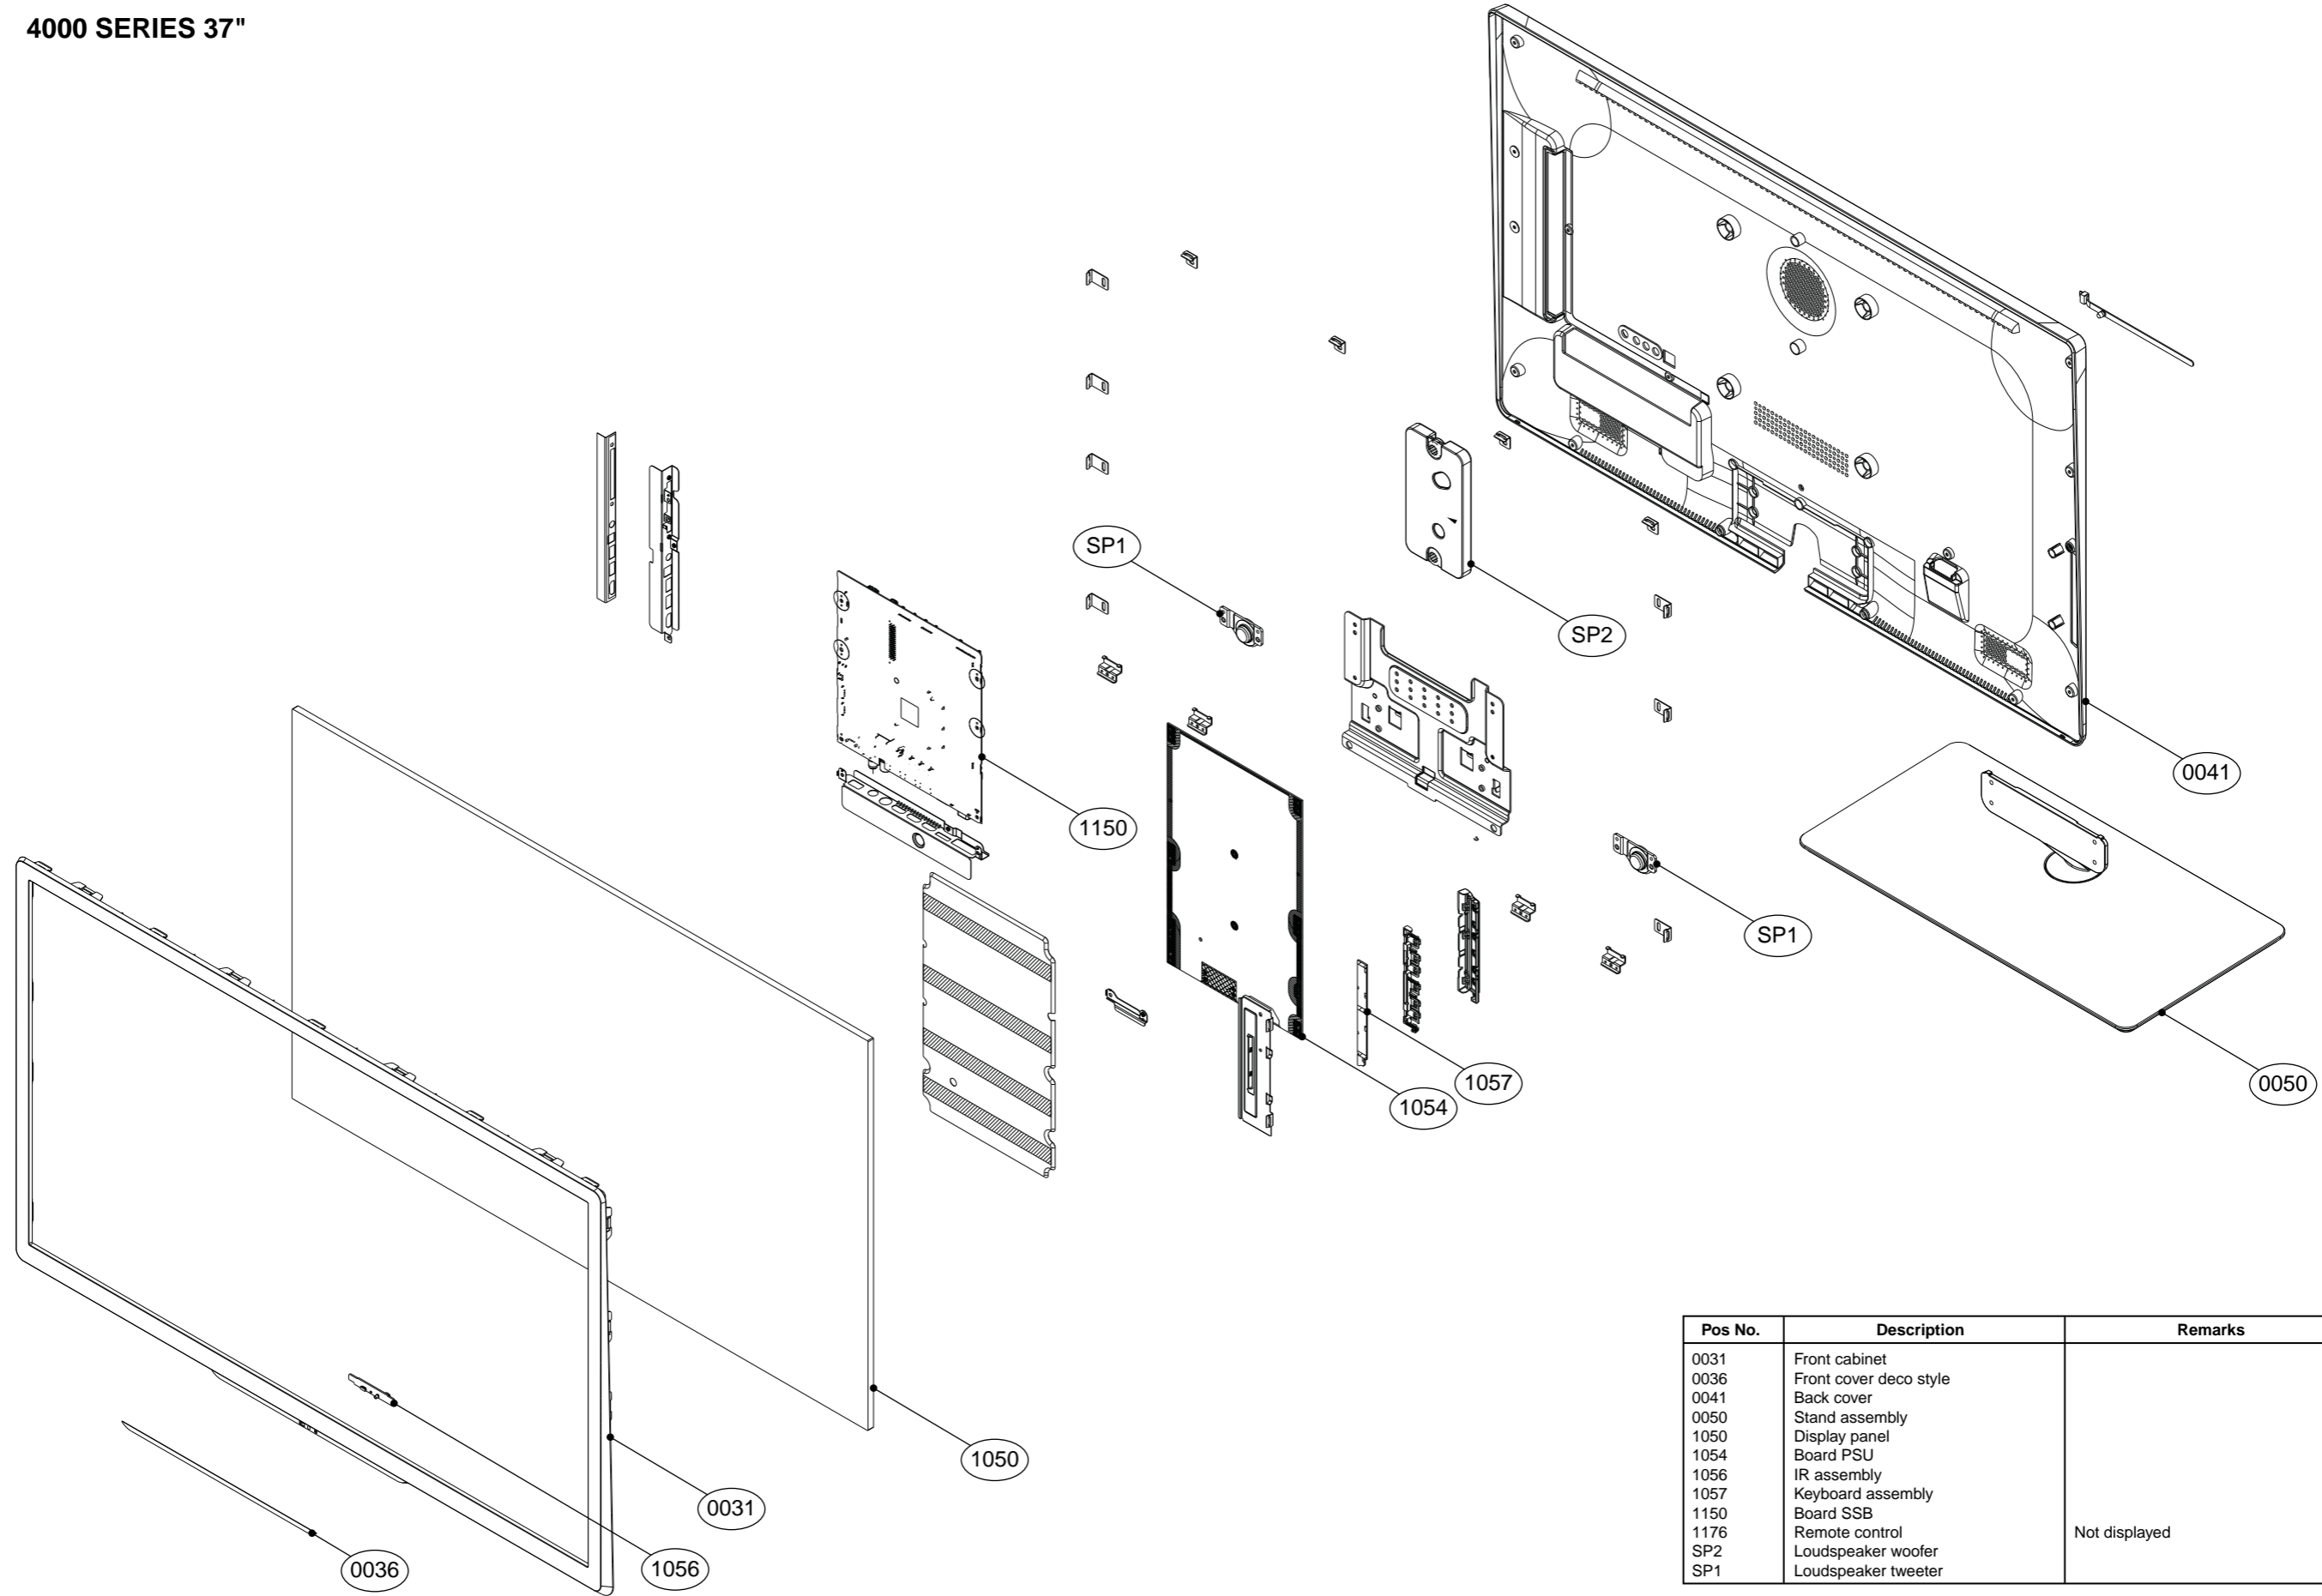 4000 SERIES 37"
SP1
SP2
0041
1150
SP1
1057
1054
0050
1050
0031
1056
0036
Pos No. Description Remarks
0031 Front cabinet
0036 Front cover deco style
0041 Back cover
0050 Stand assembly
1050 Display panel
1054 Board PSU
1056 IR assembly
1057 Keyboard assembly
1150 Board SSB
1176 Remote control Not displayed
SP2 Loudspeaker woofer
SP1 Loudspeaker tweeter